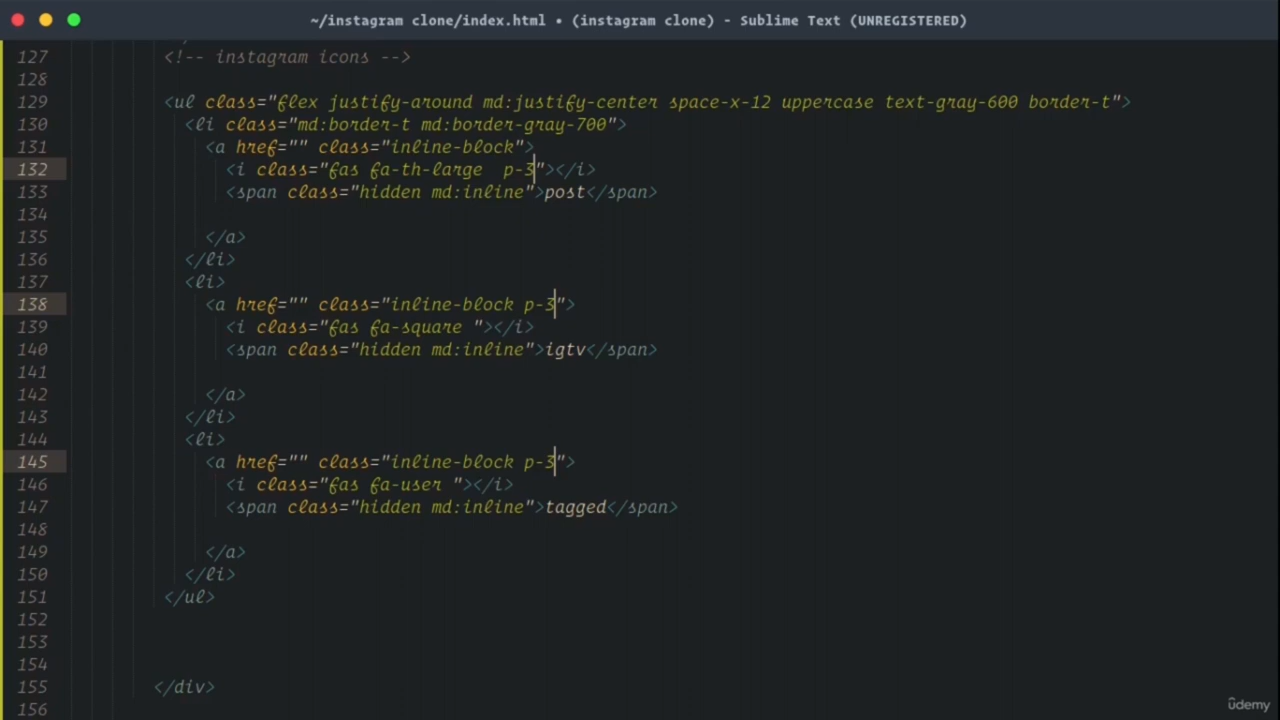 ~/instagram clone/index.html • (instagram clone) - Sublime Text (UNREGISTERED)
127 <!-- instagram icons -->
128
129 <ul class="flex justify-around md:justify-center space-x-12 uppercase text-gray-600 border-t">
130 <li class="md:border-t md:border-gray-700">
131 <a href="" class="inline-block">
132 <i class="fas fa-th-large  p-3"></i>
133 <span class="hidden md:inline">post</span>
134
135 </a>
136 </li>
137 <li>
138 <a href="" class="inline-block p-3">
139 <i class="fas fa-square "></i>
140 <span class="hidden md:inline">igtv</span>
141
142 </a>
143 </li>
144 <li>
145 <a href="" class="inline-block p-3">
146 <i class="fas fa-user "></i>
147 <span class="hidden md:inline">tagged</span>
148
149 </a>
150 </li>
151 </ul>
152
153
154
155 </div>
156
udemy